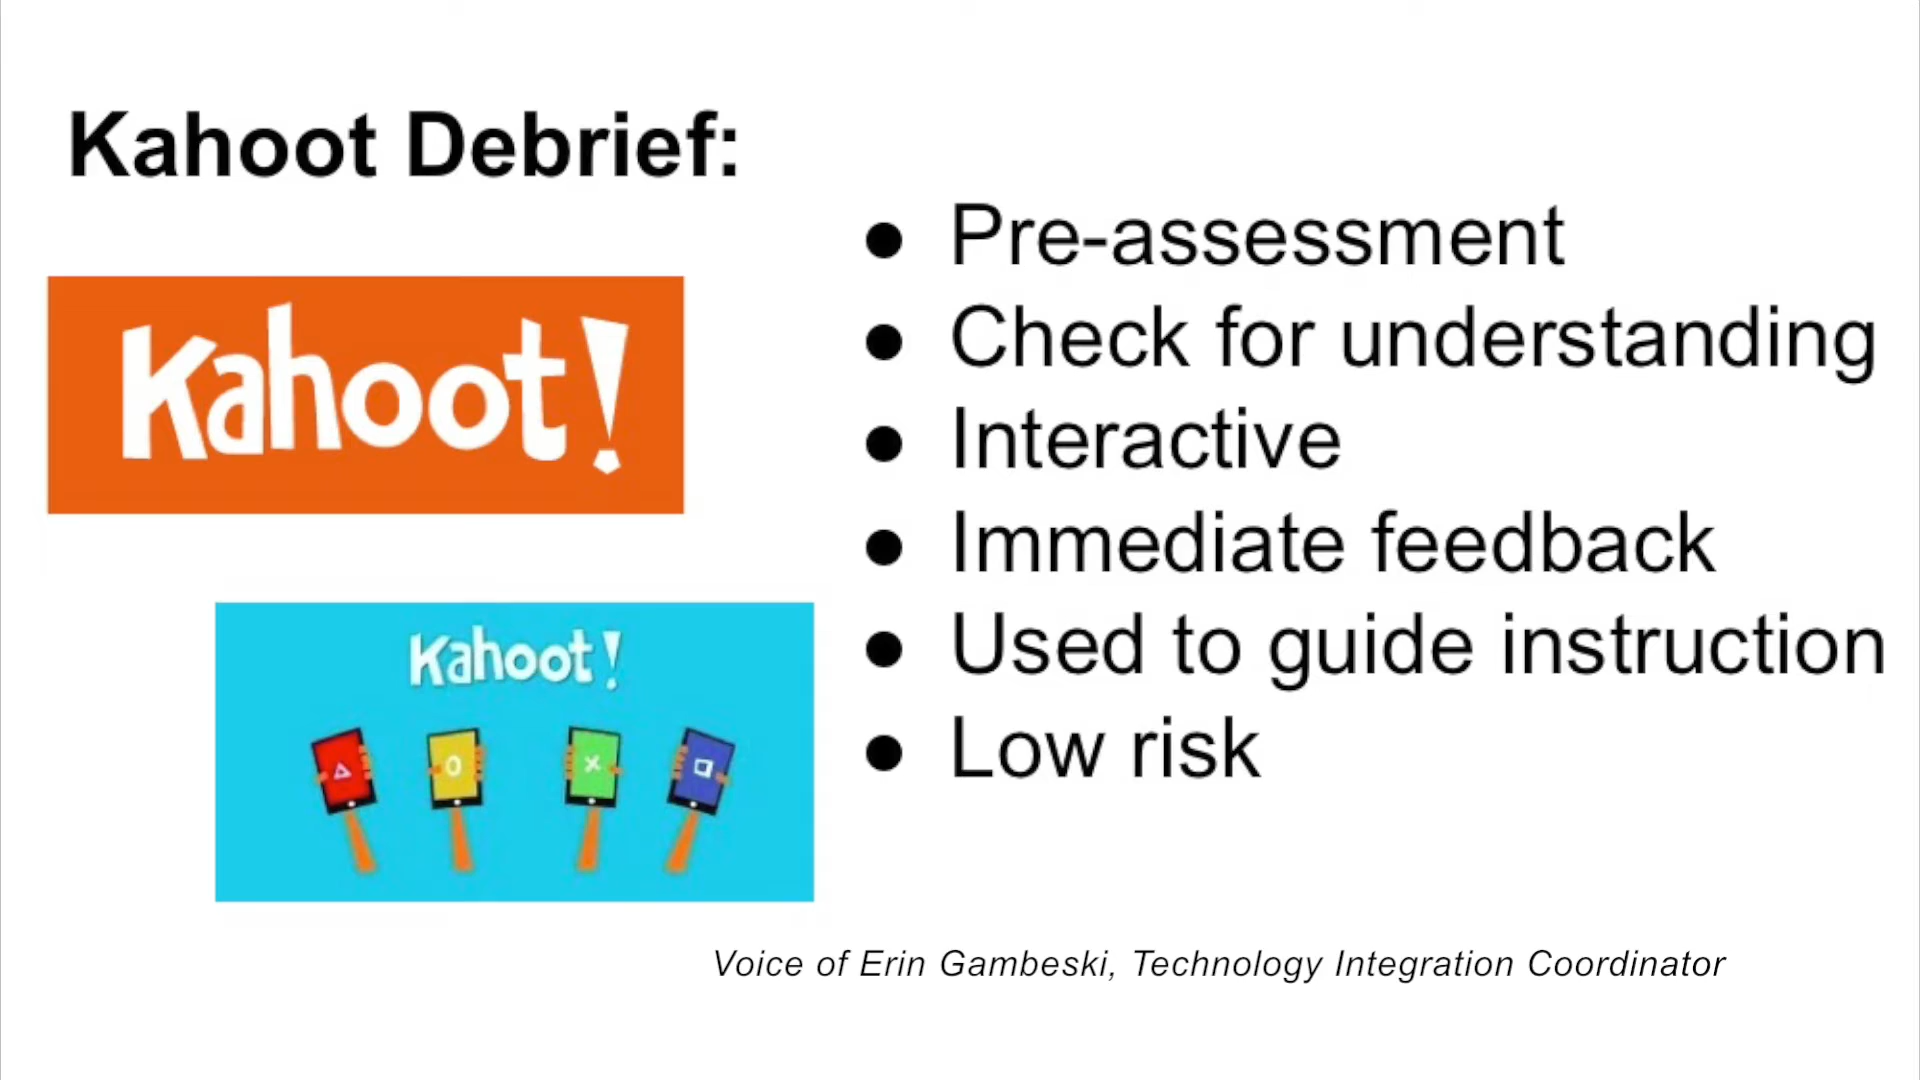 Kahoot Debrief:
Kahoot!
Kahoot!
● Pre-assessment
● Check for understanding
● Interactive
● Immediate feedback
● Used to guide instruction
● Low risk
Voice of Erin Gambeski, Technology Integration Coordinator